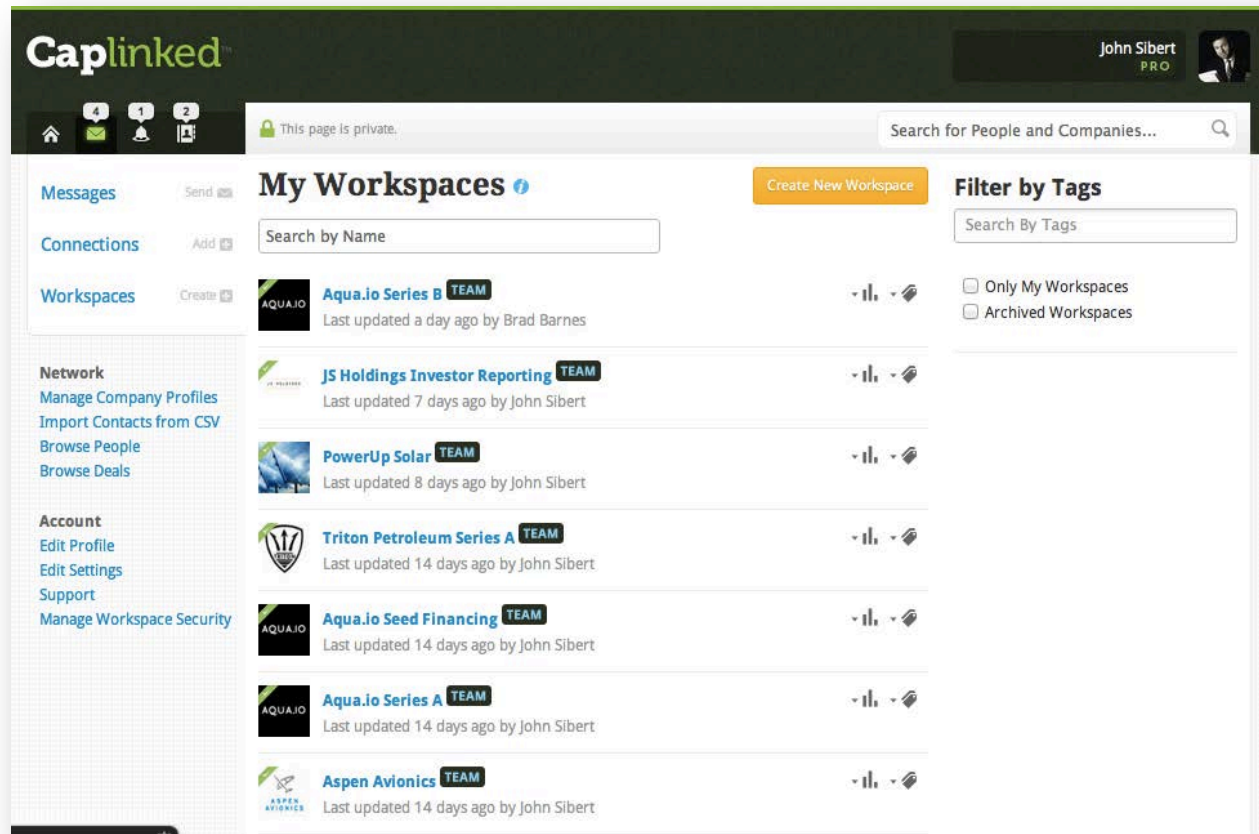 Caplinked
John Sibert
PRO
4 1 2
This page is private.
Search for People and Companies...
Messages Send
Connections Add
Workspaces Create
Network
Manage Company Profiles
Import Contacts from CSV
Browse People
Browse Deals
Account
Edit Profile
Edit Settings
Support
Manage Workspace Security
My Workspaces
Create New Workspace
Search by Name
AQUA.IO
Aqua.io Series B TEAM
Last updated a day ago by Brad Barnes
JS HOLDINGS
JS Holdings Investor Reporting TEAM
Last updated 7 days ago by John Sibert
PowerUp Solar TEAM
Last updated 8 days ago by John Sibert
Triton Petroleum Series A TEAM
Last updated 14 days ago by John Sibert
AQUA.IO
Aqua.io Seed Financing TEAM
Last updated 14 days ago by John Sibert
AQUA.IO
Aqua.io Series A TEAM
Last updated 14 days ago by John Sibert
ASPEN
AVIONICS
Aspen Avionics TEAM
Last updated 14 days ago by John Sibert
Filter by Tags
Search By Tags
Only My Workspaces
Archived Workspaces